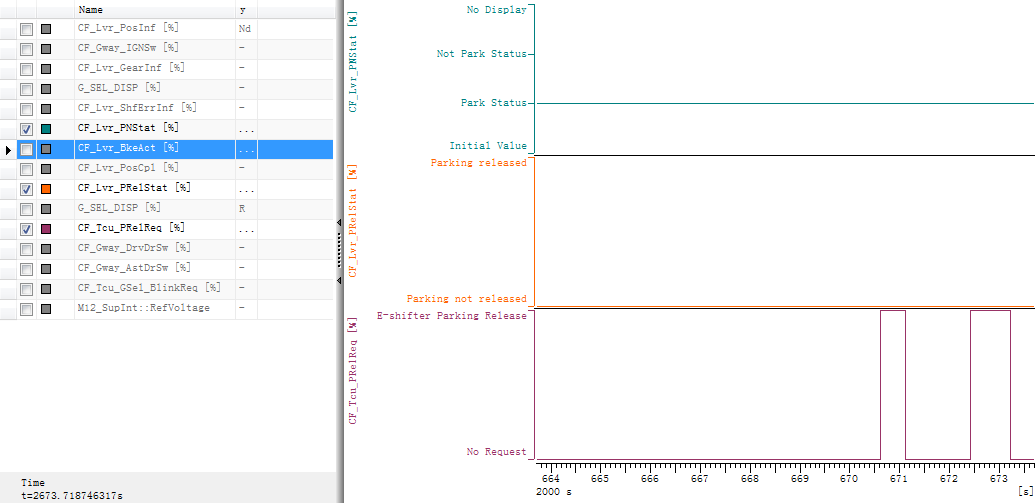 Name y
CF_Lvr_PosInf [%] Nd
CF_Gway_IGNSw [%] -
CF_Lvr_GearInf [%] -
G_SEL_DISP [%] -
CF_Lvr_ShfErrInf [%] -
CF_Lvr_PNStat [%] ...
CF_Lvr_BkeAct [%] ...
CF_Lvr_PosCpl [%] -
CF_Lvr_PRelStat [%] ...
G_SEL_DISP [%] R
CF_Tcu_PRelReq [%] ...
CF_Gway_DrvDrSw [%] -
CF_Gway_AstDrSw [%] -
CF_Tcu_GSel_BlinkReq [%] -
M12_SupInt::RefVoltage -
Time
t=2673.718746317s
CF_Lvr_PNStat [%]
No Display
Not Park Status
Park Status
Initial Value
CF_Lvr_PRelStat [%]
Parking released
Parking not released
CF_Tcu_PRelReq [%]
E-shifter Parking Release
No Request
664 665 666 667 668 669 670 671 672 673
2000 s [s]